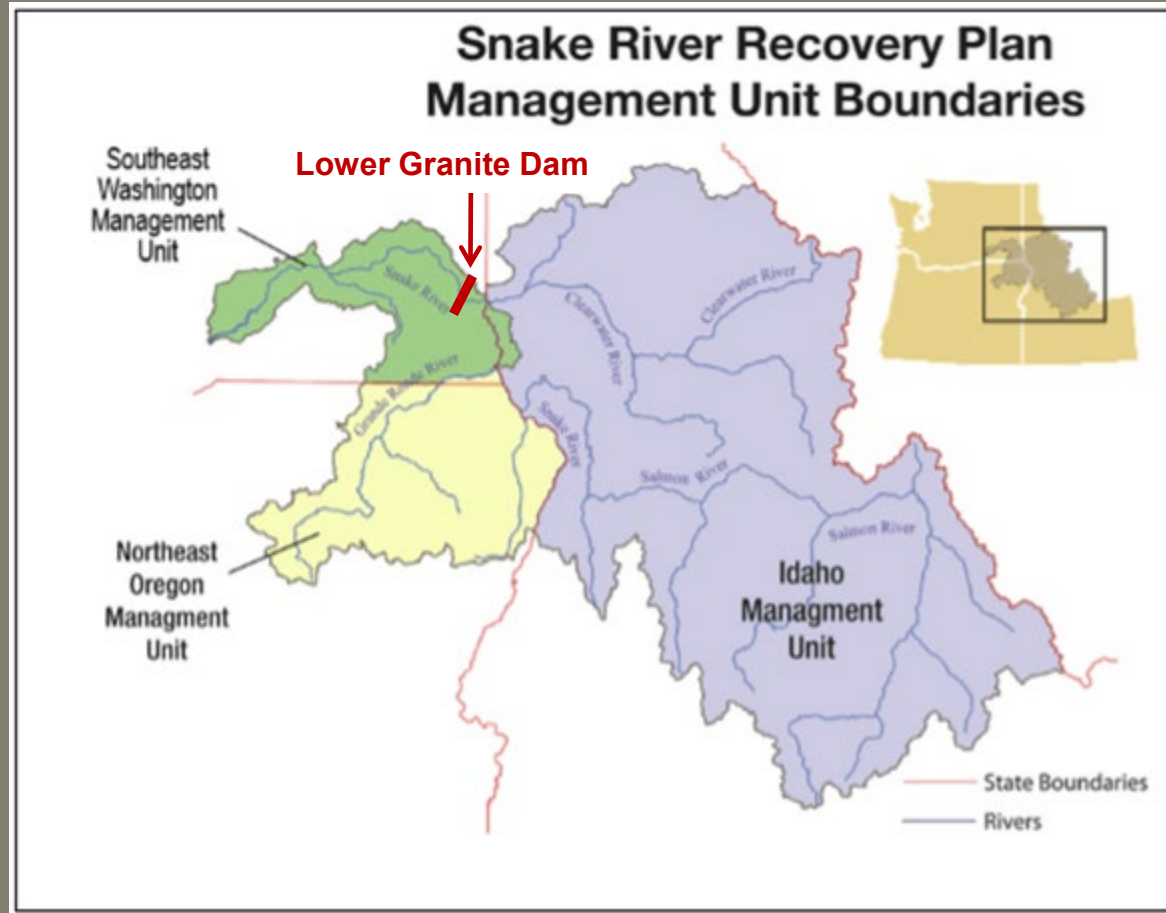 Snake River Recovery Plan
Management Unit Boundaries
Southeast
Washington
Management
Unit
Lower Granite Dam
Snake River
Clearwater River
Clearwater River
Grande Ronde River
Snake River
Salmon River
Salmon River
Northeast
Oregon
Managment
Unit
Idaho
Managment
Unit
State Boundaries
Rivers